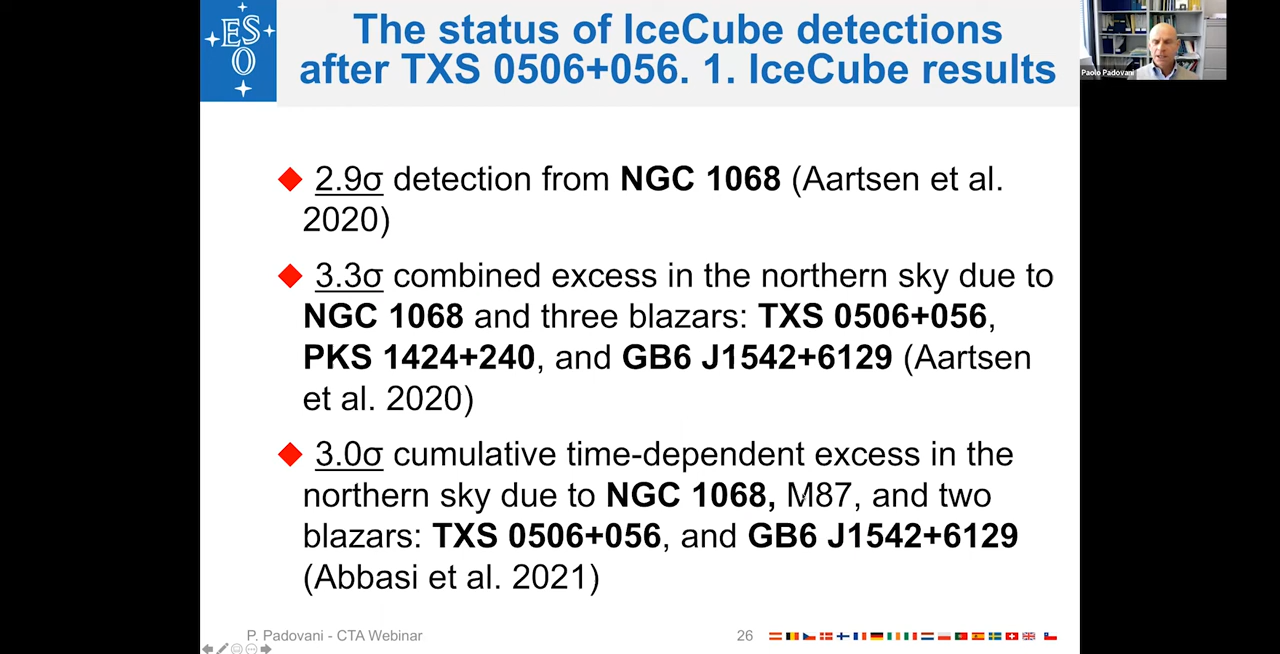 ESO
The status of IceCube detections
after TXS 0506+056. 1. IceCube results
Paolo Padovani
2.9σ detection from NGC 1068 (Aartsen et al.
2020)
3.3σ combined excess in the northern sky due to
NGC 1068 and three blazars: TXS 0506+056,
PKS 1424+240, and GB6 J1542+6129 (Aartsen
et al. 2020)
3.0σ cumulative time-dependent excess in the
northern sky due to NGC 1068, M87, and two
blazars: TXS 0506+056, and GB6 J1542+6129
(Abbasi et al. 2021)
P. Padovani - CTA Webinar
26